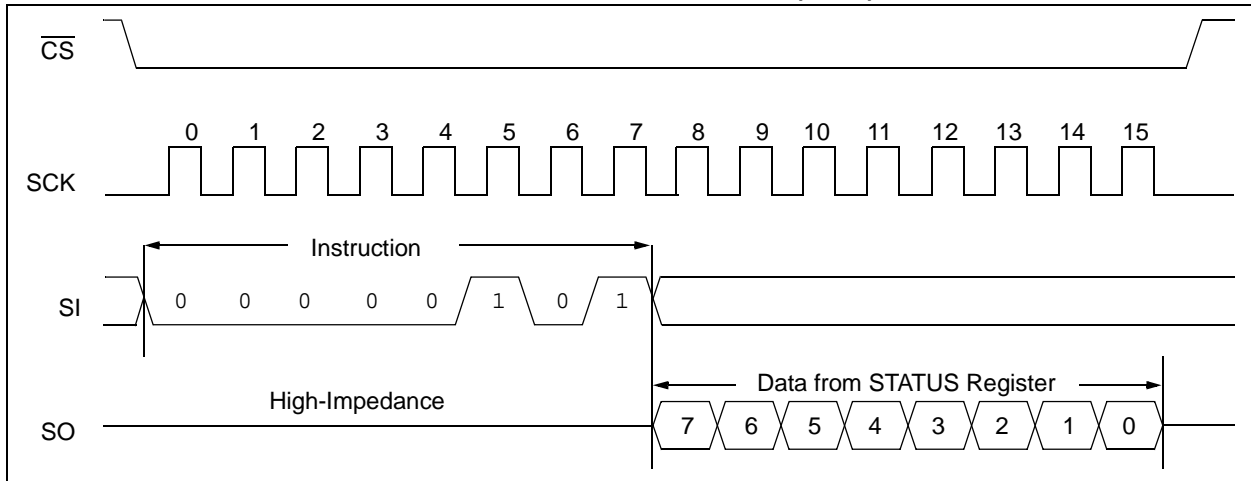 CS
0 1 2 3 4 5 6 7 8 9 10 11 12 13 14 15
SCK
Instruction
SI 0 0 0 0 0 1 0 1
Data from STATUS Register
High-Impedance
SO 7 6 5 4 3 2 1 0